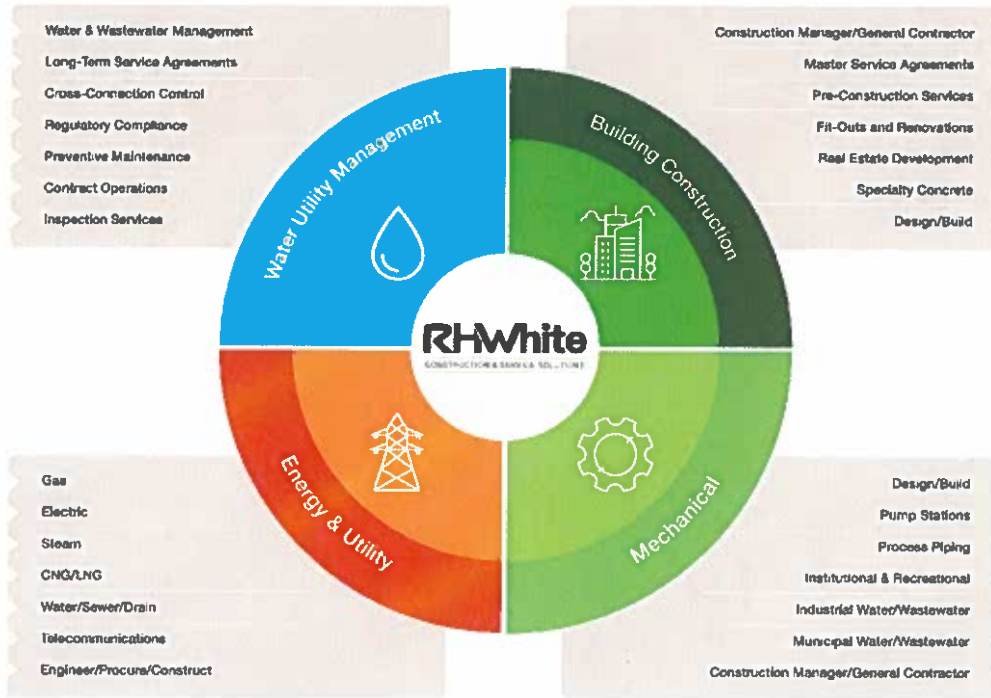 Water & Wastewater Management
Long-Term Service Agreements
Cross-Connection Control
Regulatory Compliance
Preventive Maintenance
Contract Operations
Inspection Services
Construction Manager/General Contractor
Master Service Agreements
Pre-Construction Services
Fit-Outs and Renovations
Real Estate Development
Specialty Concrete
Design/Build
Water Utility Management
Building Construction
RHWhite
CONSTRUCTION & SERVICE SOLUTIONS
Energy & Utility
Mechanical
Gas
Electric
Steam
CNG/LNG
Water/Sewer/Drain
Telecommunications
Engineer/Procure/Construct
Design/Build
Pump Stations
Process Piping
Institutional & Recreational
Industrial Water/Wastewater
Municipal Water/Wastewater
Construction Manager/General Contractor